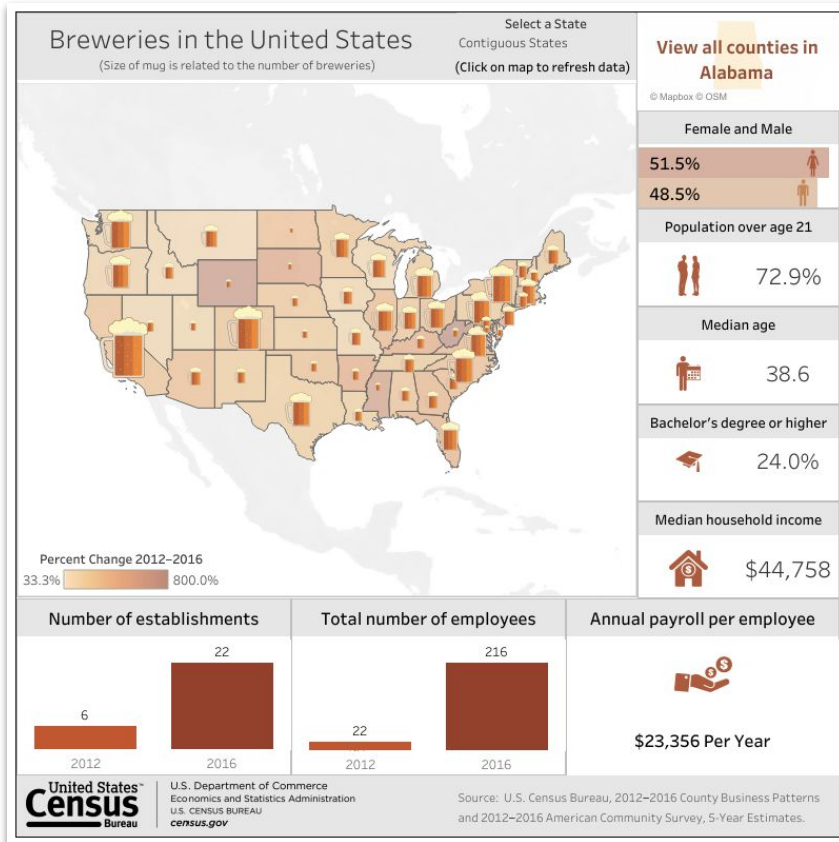 Breweries in the United States
(Size of mug is related to the number of breweries)
Select a State
Contiguous States
(Click on map to refresh data)
View all counties in
Alabama
© Mapbox © OSM
Female and Male
51.5%
48.5%
Population over age 21
72.9%
Median age
38.6
Bachelor's degree or higher
24.0%
Median household income
$44,758
Percent Change 2012–2016
33.3% 800.0%
Number of establishments
6
22
2012
2016
Total number of employees
22
216
2012
2016
Annual payroll per employee
$23,356 Per Year
United States™
Census
Bureau
U.S. Department of Commerce
Economics and Statistics Administration
U.S. CENSUS BUREAU
census.gov
Source: U.S. Census Bureau, 2012–2016 County Business Patterns
and 2012–2016 American Community Survey, 5-Year Estimates.